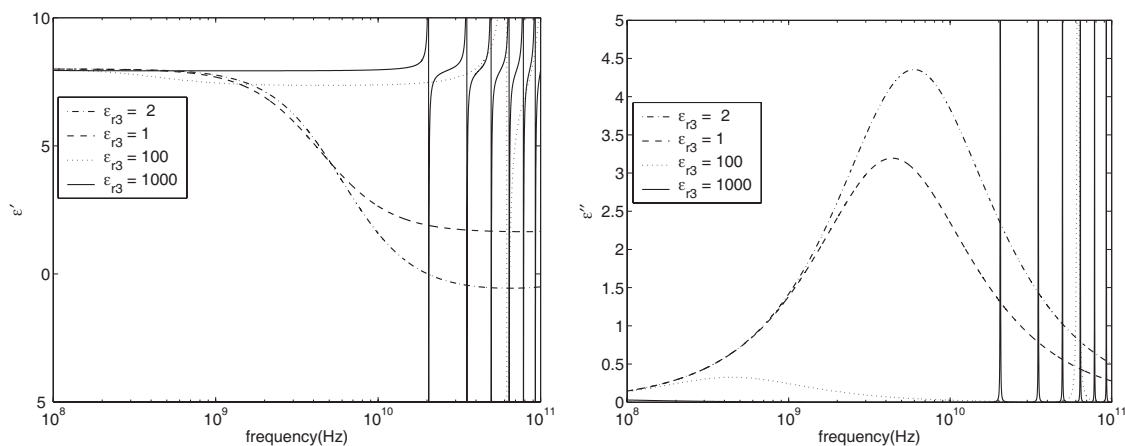 10
5
0
5
ε′
ε_r3 = 2
ε_r3 = 1
ε_r3 = 100
ε_r3 = 1000
10^8
10^9
10^10
10^11
frequency(Hz)
5
4.5
4
3.5
3
2.5
2
1.5
1
0.5
0
ε″
ε_r3 = 2
ε_r3 = 1
ε_r3 = 100
ε_r3 = 1000
10^8
10^9
10^10
10^11
frequency(Hz)